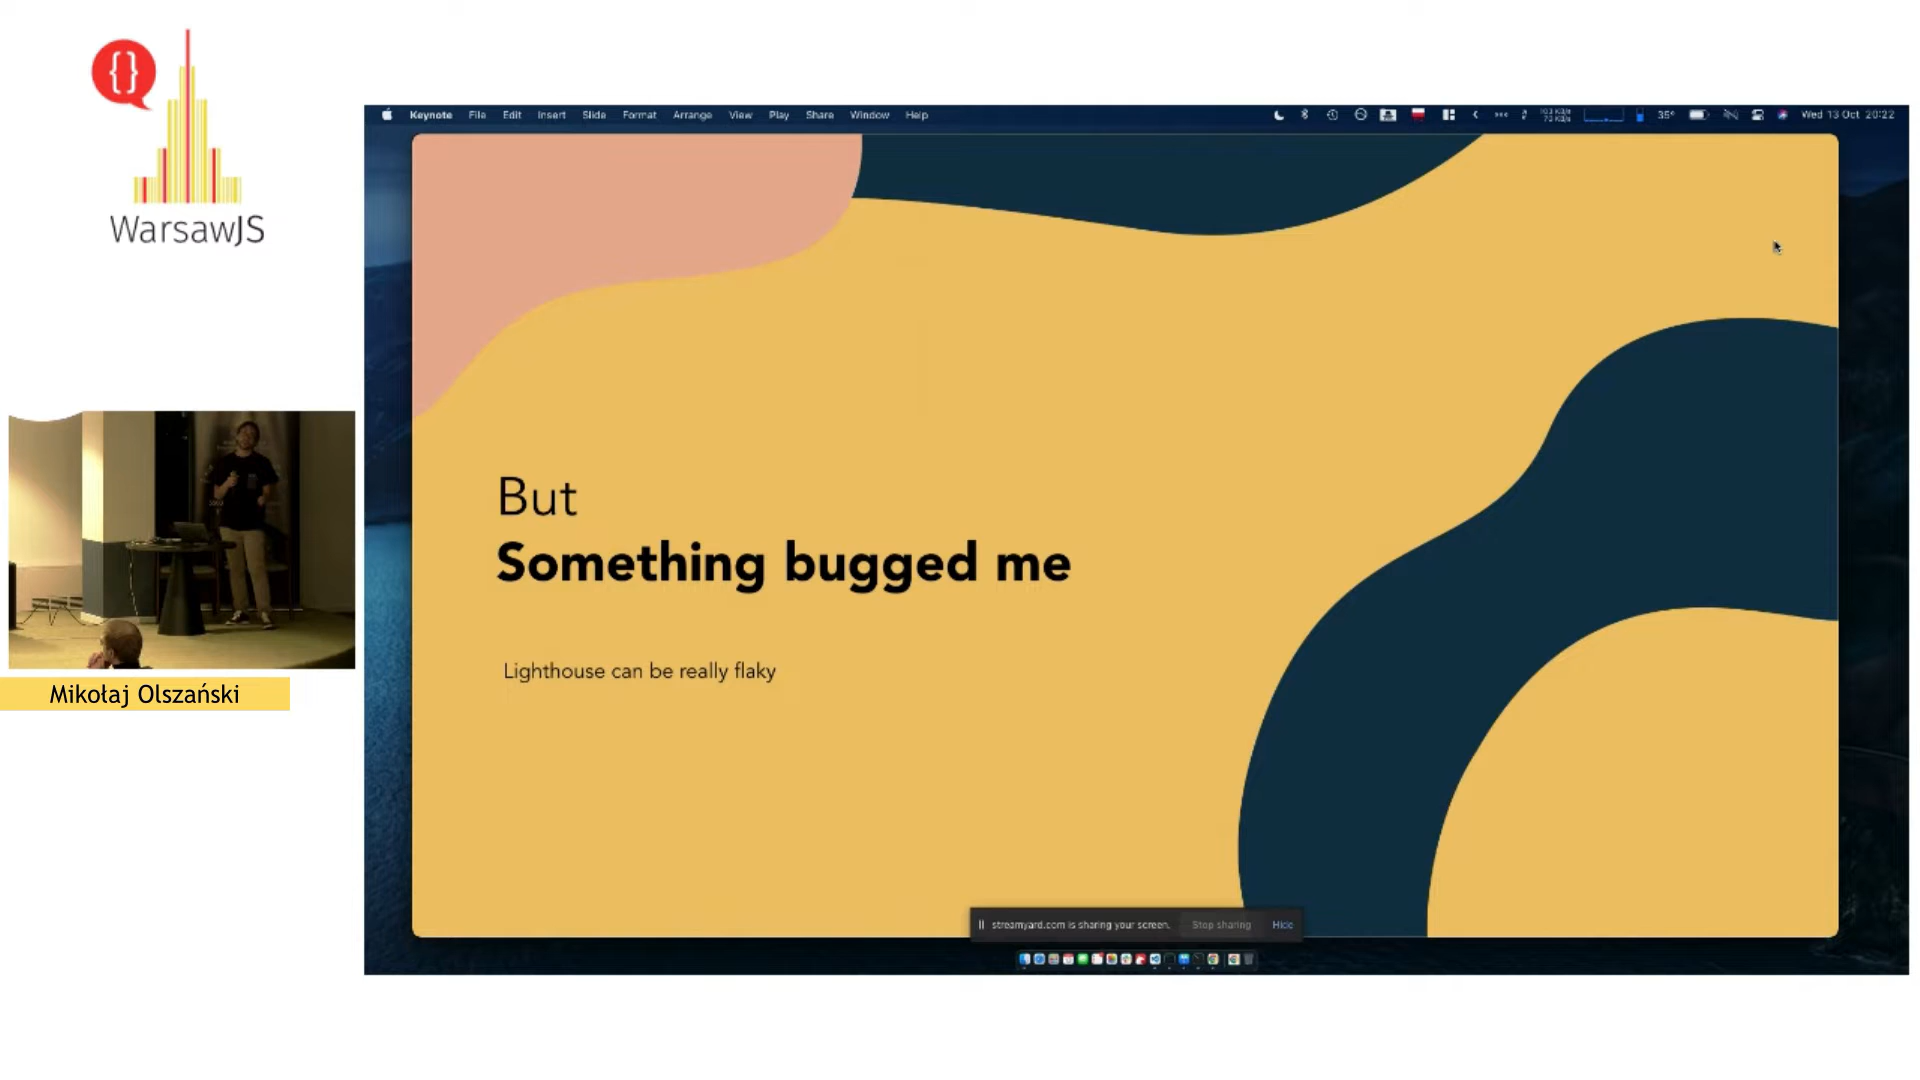 {}
WarsawJS
Keynote File Edit Insert Slide Format Arrange View Play Share Window Help
35° Wed 13 Oct 20:22
But
Something bugged me
Lighthouse can be really flaky
Mikołaj Olszański
streamyard.com is sharing your screen. Stop sharing Hide